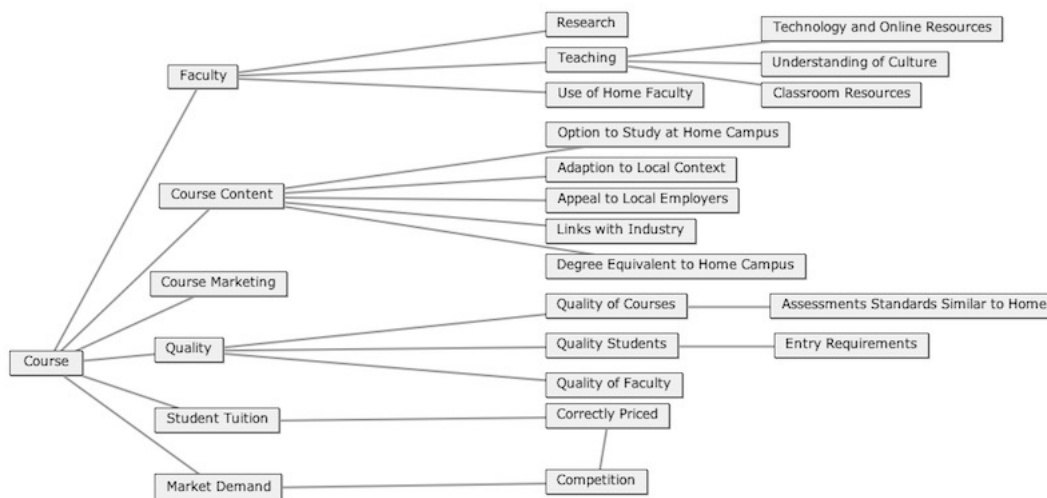 Research
Technology and Online Resources
Faculty
Teaching
Understanding of Culture
Use of Home Faculty
Classroom Resources
Option to Study at Home Campus
Adaption to Local Context
Course Content
Appeal to Local Employers
Links with Industry
Degree Equivalent to Home Campus
Course Marketing
Quality of Courses
Assessments Standards Similar to Home
Course
Quality
Quality Students
Entry Requirements
Quality of Faculty
Student Tuition
Correctly Priced
Market Demand
Competition